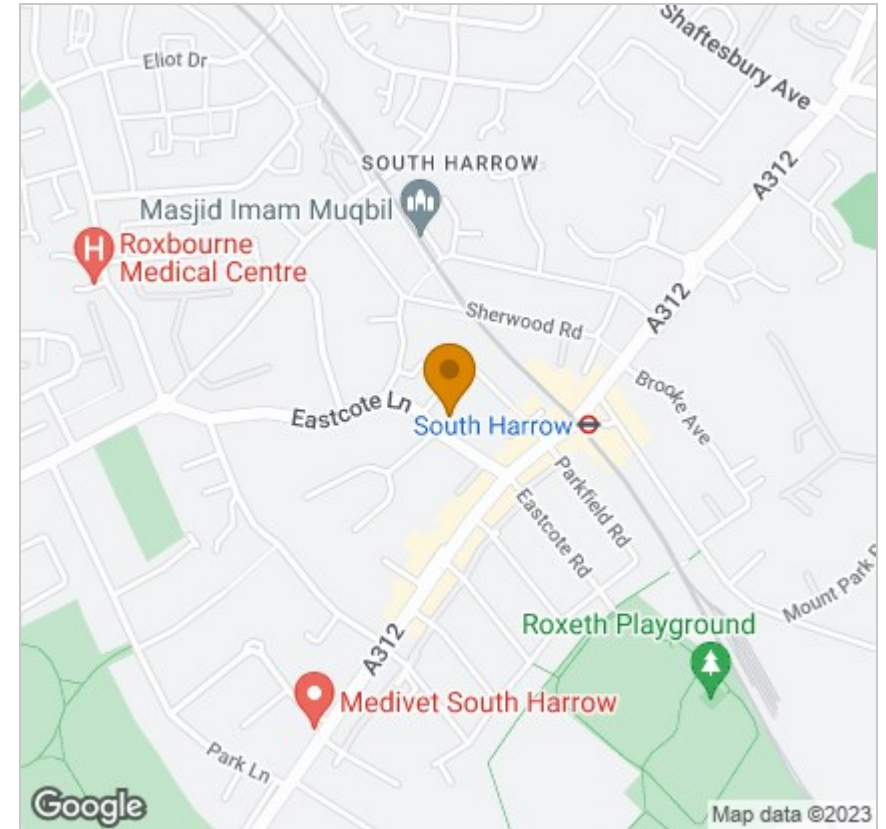 Shaftesbury Ave
Eliot Dr
SOUTH HARROW
A312
Masjid Imam Muqbil
Roxbourne
Medical Centre
Sherwood Rd
A312
Brooke Ave
Eastcote Ln
South Harrow
Parkfield Rd
Eastcote Rd
Mount Park
Roxeth Playground
A312
Medivet South Harrow
Park Ln
Google
Map data ©2023